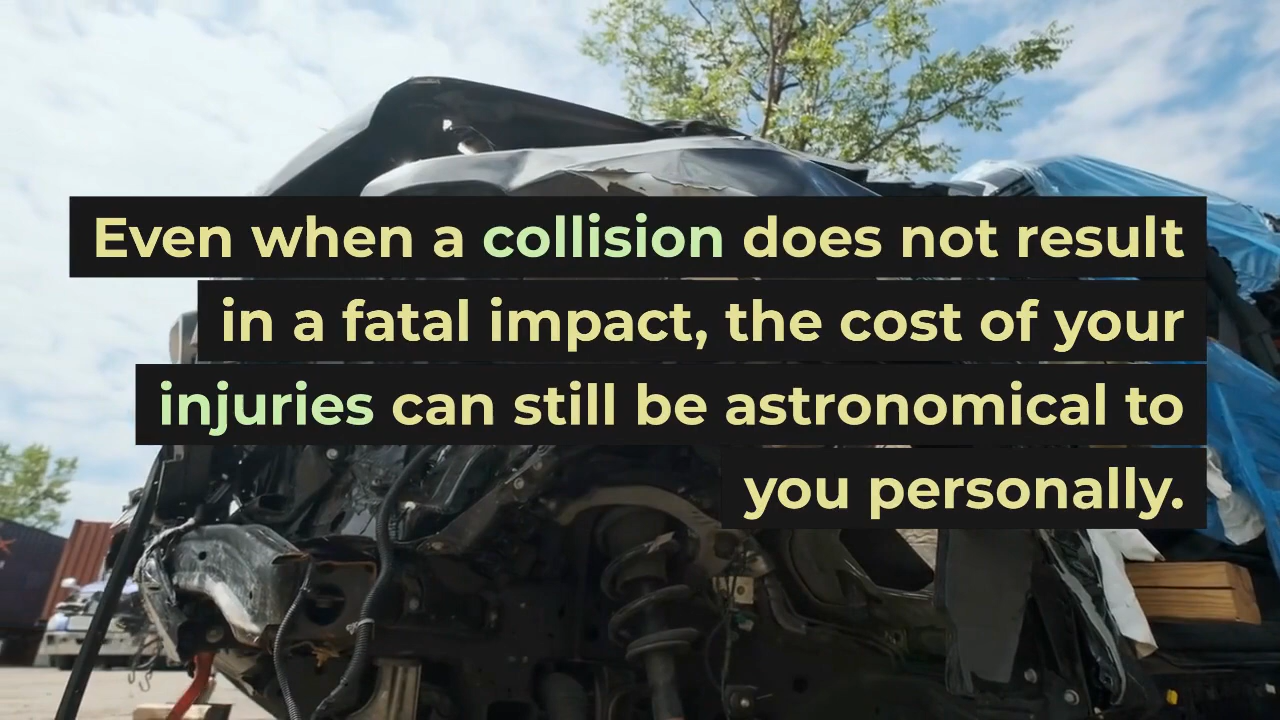 Even when a collision does not result
in a fatal impact, the cost of your
injuries can still be astronomical to
you personally.